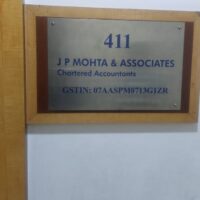 411
J P MOHTA & ASSOCIATES
Chartered Accountants
GSTIN: 07AASPM0713G1ZR